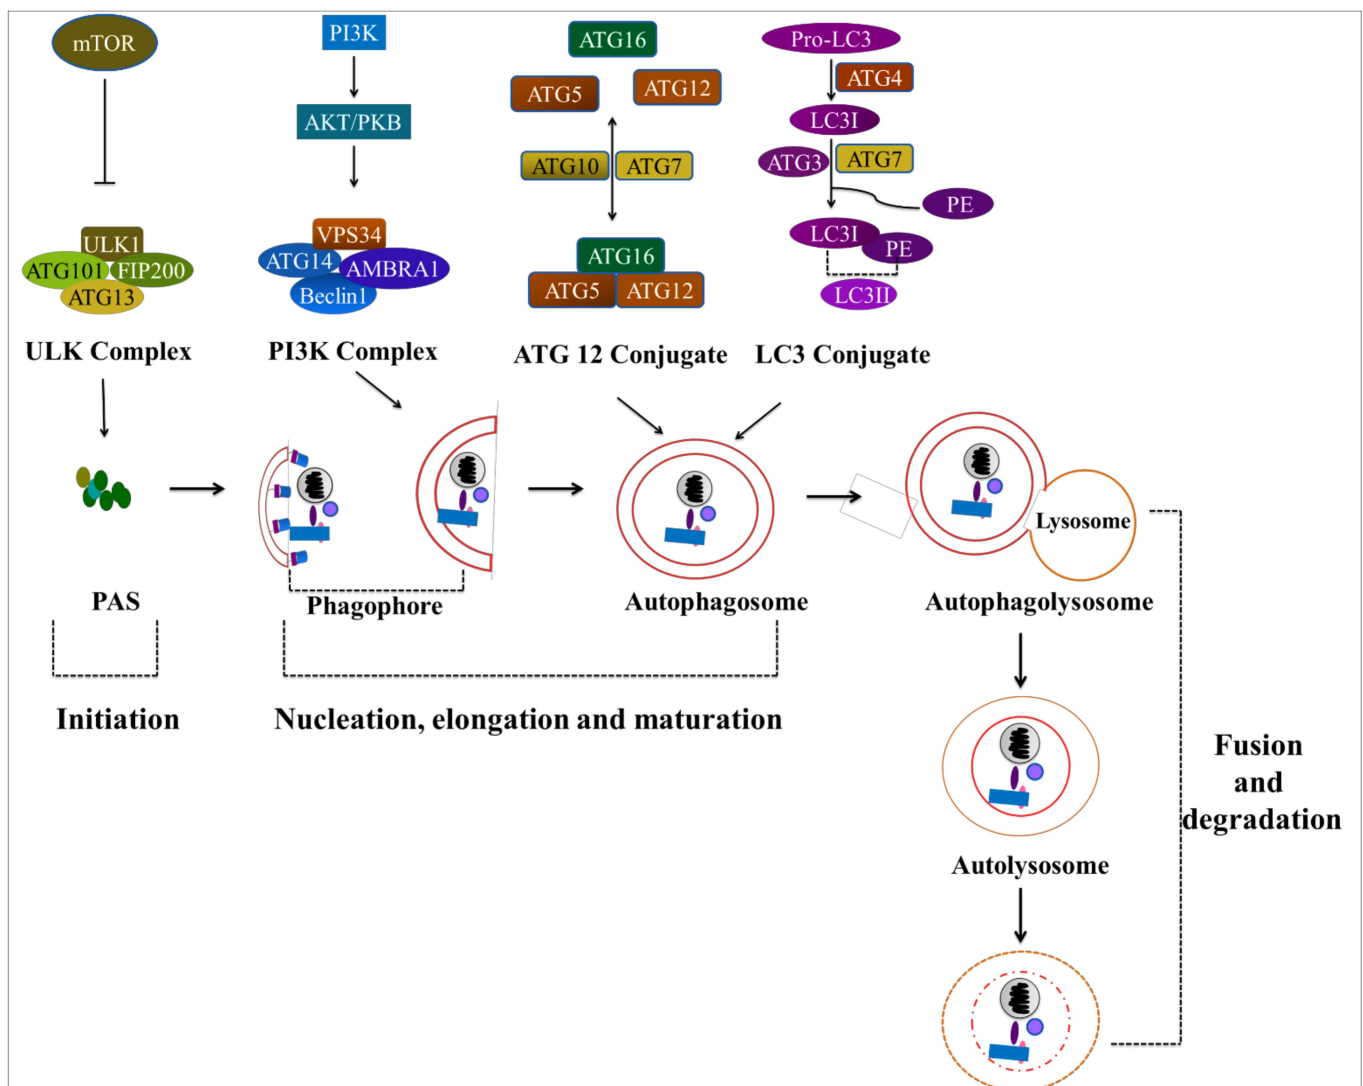 mTOR
PI3K
AKT/PKB
ATG16
ATG5
ATG12
ATG10
ATG7
Pro-LC3
ATG4
LC3I
ATG3
ATG7
PE
LC3I
PE
LC3II
ULK1
ATG101
FIP200
ATG13
VPS34
ATG14
AMBRA1
Beclin1
ATG16
ATG5
ATG12
ULK Complex
PI3K Complex
ATG 12 Conjugate
LC3 Conjugate
Lysosome
PAS
Phagophore
Autophagosome
Autophagolysosome
Initiation
Nucleation, elongation and maturation
Fusion
and
degradation
Autolysosome